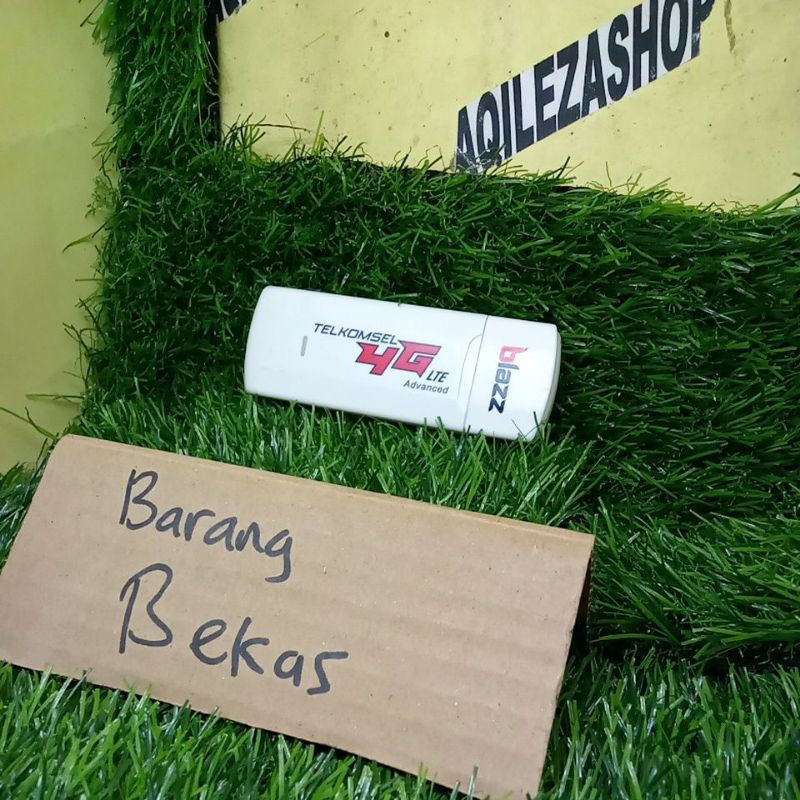 AQILEZASHOP
TELKOMSEL
4G LTE
Advanced
blazz
Barang
Bekas